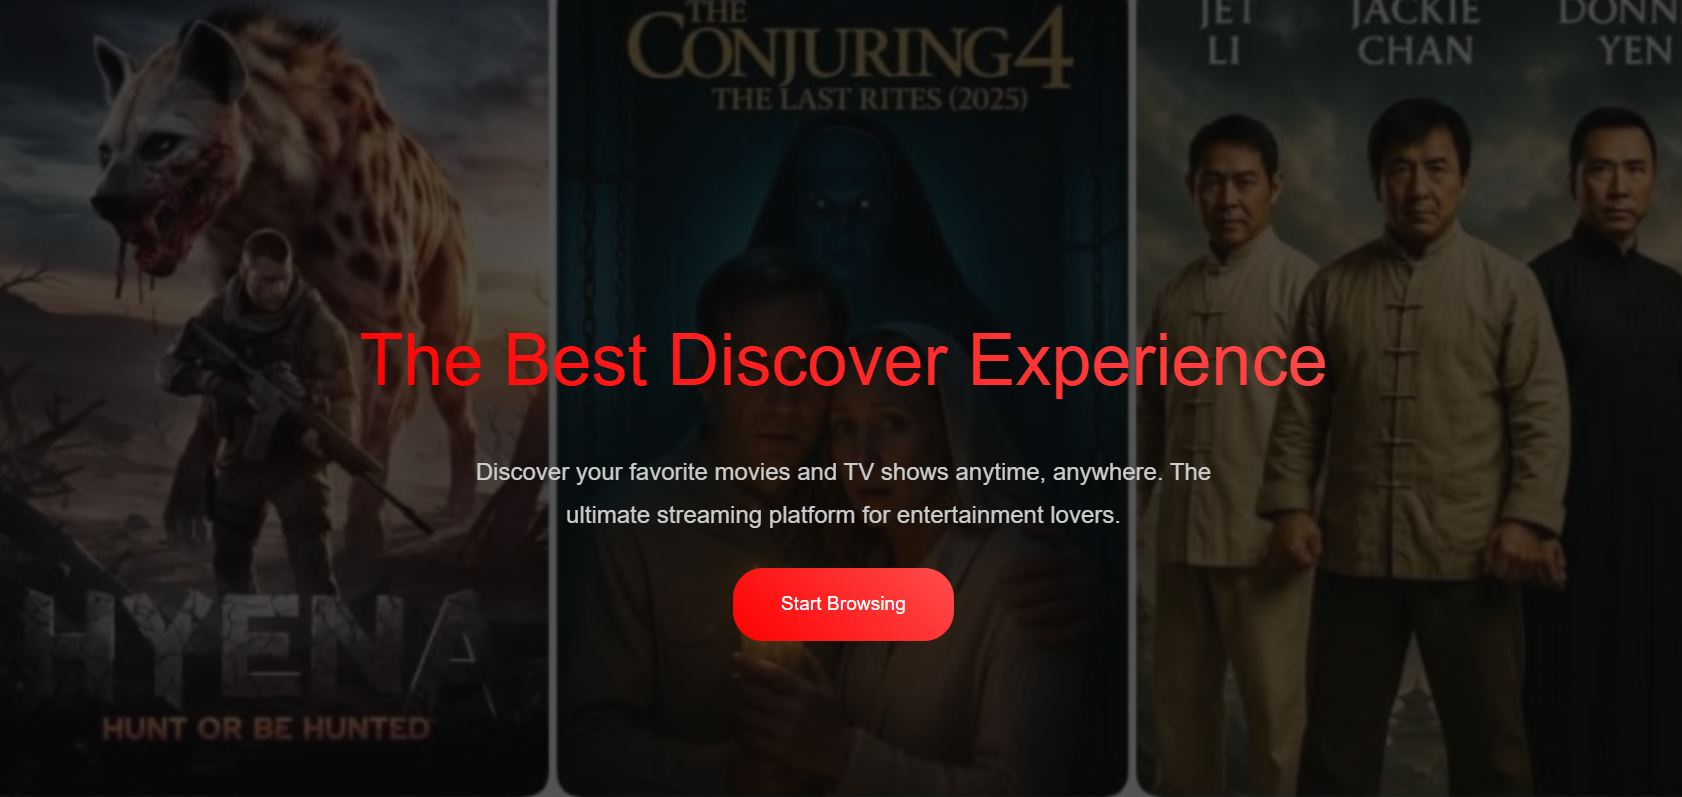 THE
CONJURING 4
THE LAST RITES (2025)
JET
LI
JACKIE
CHAN
DONN
YEN
The Best Discover Experience
Discover your favorite movies and TV shows anytime, anywhere. The
ultimate streaming platform for entertainment lovers.
Start Browsing
HYENA
HUNT OR BE HUNTED